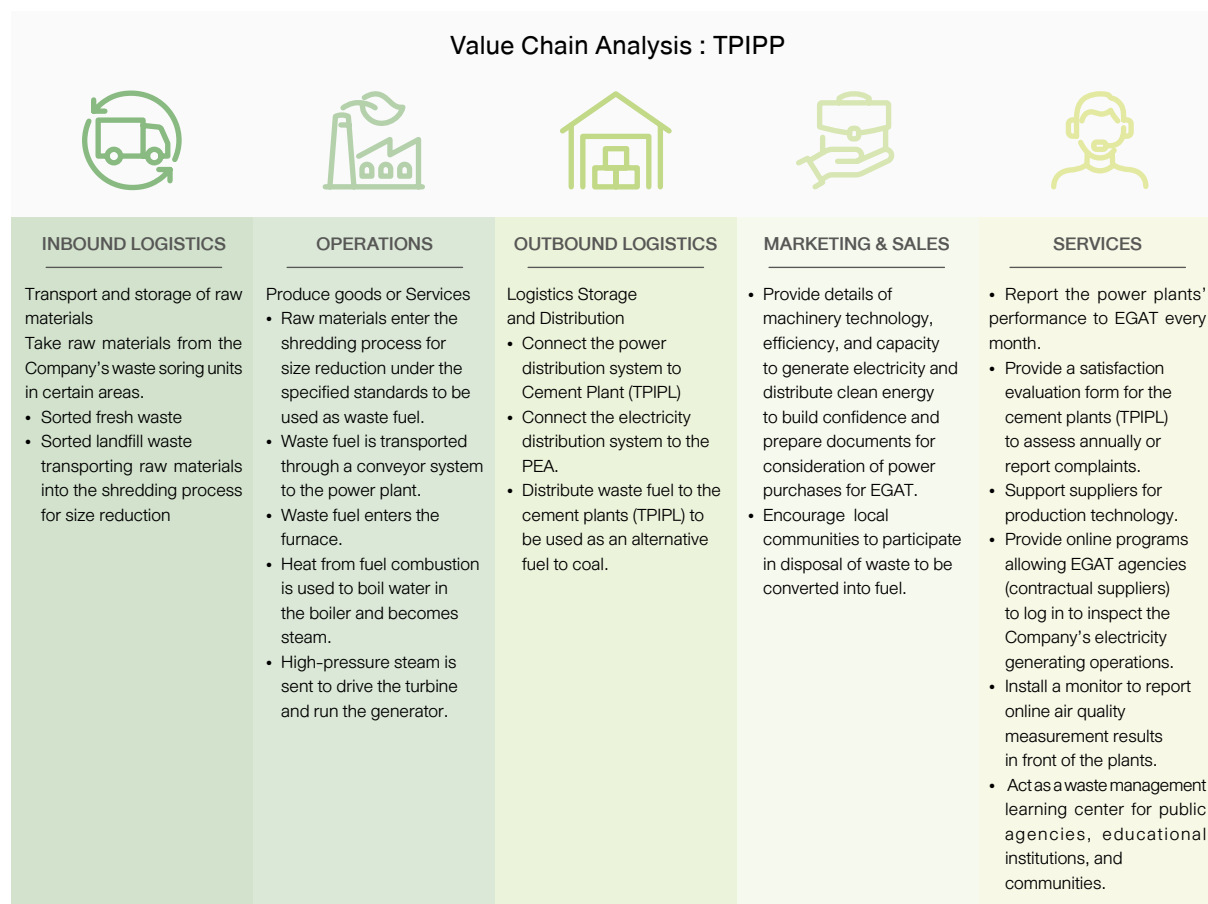 Value Chain Analysis : TPIPP
INBOUND LOGISTICS
Transport and storage of raw
materials
Take raw materials from the
Company's waste soring units
in certain areas.
• Sorted fresh waste
• Sorted landfill waste
transporting raw materials
into the shredding process
for size reduction
OPERATIONS
Produce goods or Services
• Raw materials enter the
shredding process for
size reduction under the
specified standards to be
used as waste fuel.
• Waste fuel is transported
through a conveyor system
to the power plant.
• Waste fuel enters the
furnace.
• Heat from fuel combustion
is used to boil water in
the boiler and becomes
steam.
• High-pressure steam is
sent to drive the turbine
and run the generator.
OUTBOUND LOGISTICS
Logistics Storage
and Distribution
• Connect the power
distribution system to
Cement Plant (TPIPL)
• Connect the electricity
distribution system to the
PEA.
• Distribute waste fuel to the
cement plants (TPIPL) to
be used as an alternative
fuel to coal.
MARKETING & SALES
• Provide details of
machinery technology,
efficiency, and capacity
to generate electricity and
distribute clean energy
to build confidence and
prepare documents for
consideration of power
purchases for EGAT.
• Encourage local
communities to participate
in disposal of waste to be
converted into fuel.
SERVICES
• Report the power plants'
performance to EGAT every
month.
• Provide a satisfaction
evaluation form for the
cement plants (TPIPL)
to assess annually or
report complaints.
• Support suppliers for
production technology.
• Provide online programs
allowing EGAT agencies
(contractual suppliers)
to log in to inspect the
Company's electricity
generating operations.
• Install a monitor to report
online air quality
measurement results
in front of the plants.
• Act as a waste management
learning center for public
agencies, educational
institutions, and
communities.